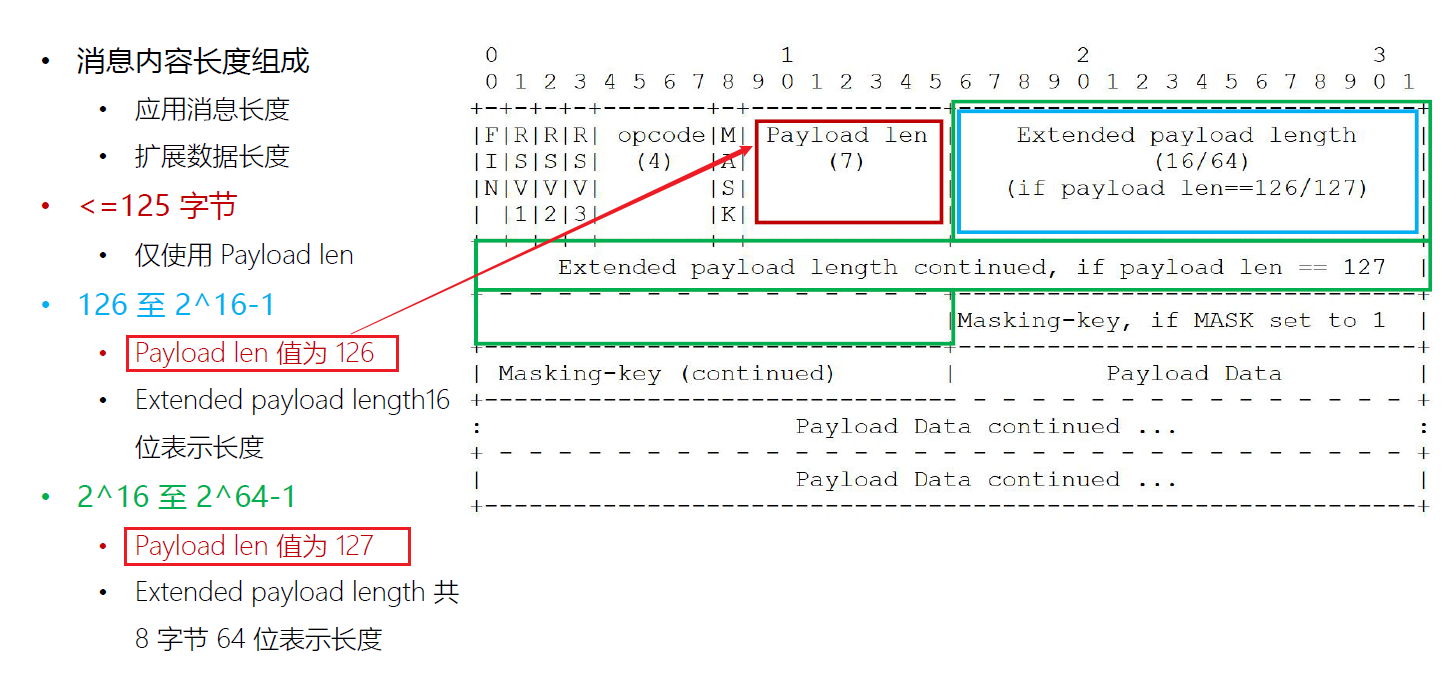 消息内容长度组成
应用消息长度
扩展数据长度
<=125 字节
仅使用 Payload len
126 至 2^16-1
Payload len 值为 126
Extended payload length16
位表示长度
2^16 至 2^64-1
Payload len 值为 127
Extended payload length 共
8 字节 64 位表示长度
0 1 2 3
0 1 2 3 4 5 6 7 8 9 0 1 2 3 4 5 6 7 8 9 0 1 2 3 4 5 6 7 8 9 0 1
+-+-+-+-+-------+-+-------------+-------------------------------+
|F|R|R|R| opcode|M| Payload len | Extended payload length |
|I|S|S|S| (4) |A| (7) | (16/64) |
|N|V|V|V| |S| | (if payload len==126/127) |
| |1|2|3| |K| | |
+-+-+-+-+-------+-+-------------+ - - - - - - - - - - - - - - - +
| Extended payload length continued, if payload len == 127 |
+ - - - - - - - - - - - - - - - +-------------------------------+
| |Masking-key, if MASK set to 1 |
+-------------------------------+-------------------------------+
| Masking-key (continued) | Payload Data |
+-------------------------------- - - - - - - - - - - - - - - - +
: Payload Data continued ... :
+ - - - - - - - - - - - - - - - - - - - - - - - - - - - - - - - +
| Payload Data continued ... |
+---------------------------------------------------------------+